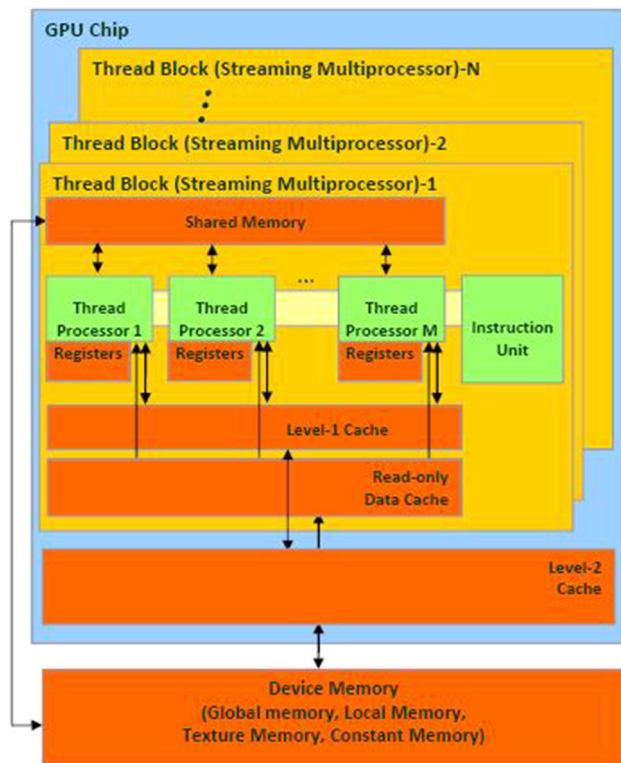 GPU Chip
Thread Block (Streaming Multiprocessor)-N
Thread Block (Streaming Multiprocessor)-2
Thread Block (Streaming Multiprocessor)-1
Shared Memory
...
Thread
Processor 1
Thread
Processor 2
Thread
Processor M
Instruction
Unit
Registers
Registers
Registers
Level-1 Cache
Read-only
Data Cache
Level-2
Cache
Device Memory
(Global memory, Local Memory,
Texture Memory, Constant Memory)